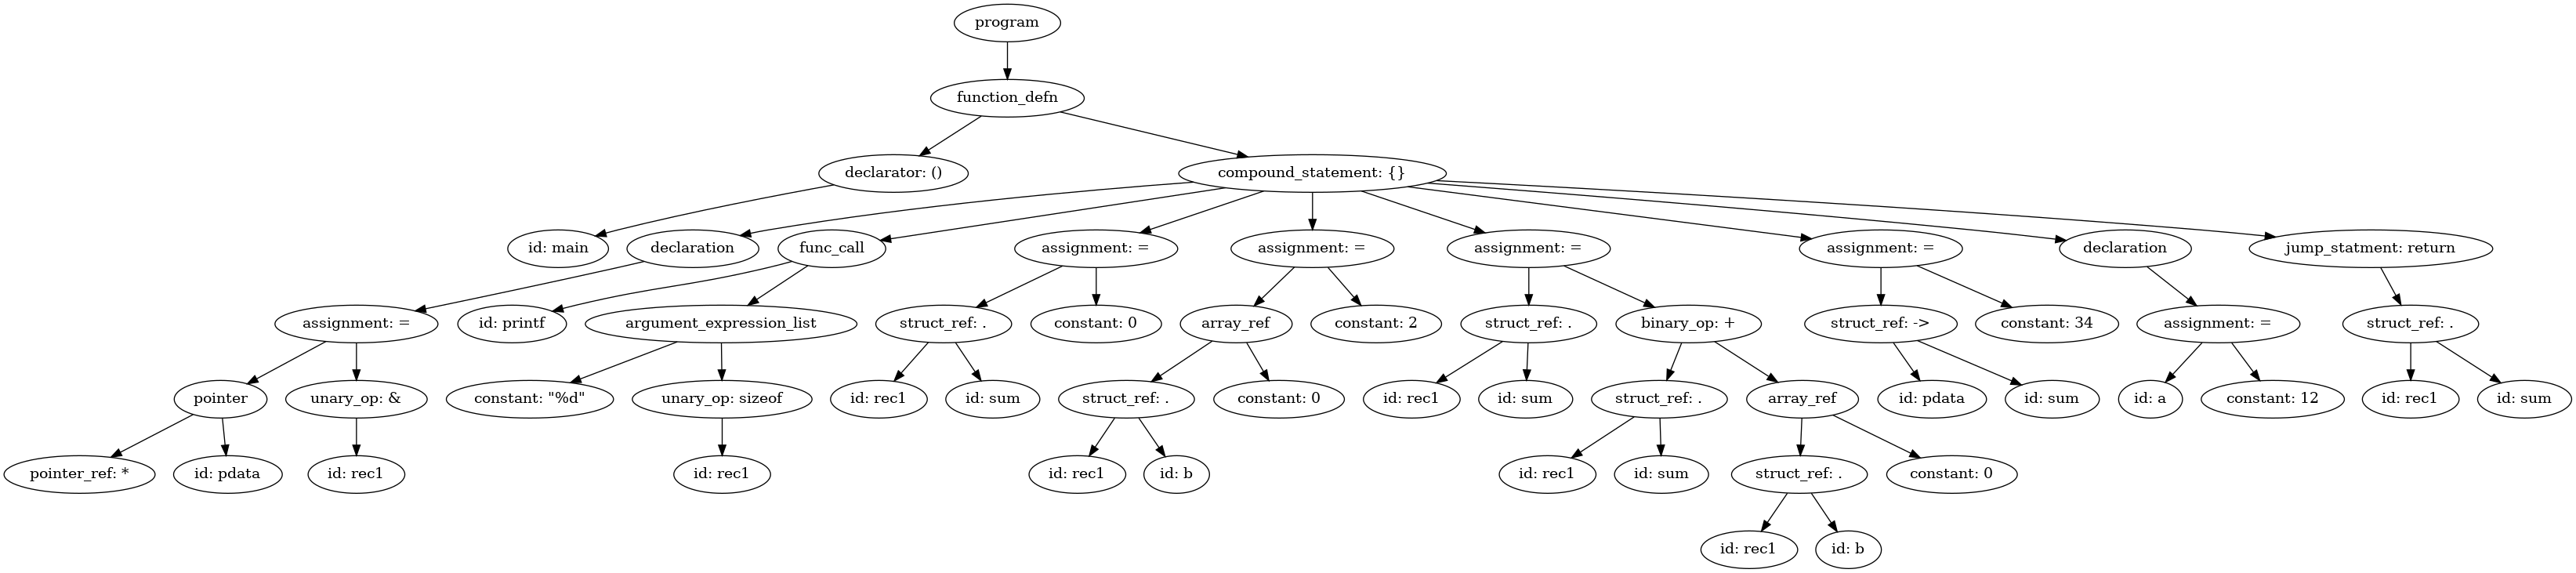 program
function_defn
declarator: ()
compound_statement: {}
id: main
declaration
func_call
assignment: =
assignment: =
assignment: =
assignment: =
declaration
jump_statment: return
assignment: =
id: printf
argument_expression_list
struct_ref: .
constant: 0
array_ref
constant: 2
struct_ref: .
binary_op: +
struct_ref: ->
constant: 34
assignment: =
struct_ref: .
pointer
unary_op: &
constant: "%d"
unary_op: sizeof
id: rec1
id: sum
struct_ref: .
constant: 0
id: rec1
id: sum
struct_ref: .
array_ref
id: pdata
id: sum
id: a
constant: 12
id: rec1
id: sum
pointer_ref: *
id: pdata
id: rec1
id: rec1
id: rec1
id: b
id: rec1
id: sum
struct_ref: .
constant: 0
id: rec1
id: b